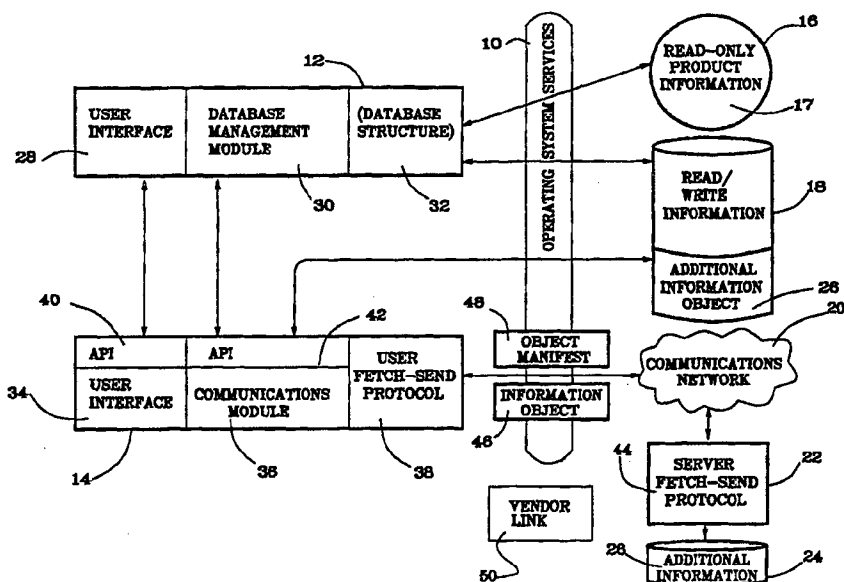 10
16
READ-ONLY
PRODUCT
INFORMATION
17
12
USER
INTERFACE
28
DATABASE
MANAGEMENT
MODULE
30
(DATABASE
STRUCTURE)
32
OPERATING SYSTEM SERVICES
READ/
WRITE
INFORMATION
18
ADDITIONAL
INFORMATION
OBJECT
26
20
40
API
API
42
USER
FETCH-SEND
PROTOCOL
38
34
USER
INTERFACE
14
COMMUNICATIONS
MODULE
36
48
OBJECT
MANIFEST
INFORMATION
OBJECT
46
COMMUNICATIONS
NETWORK
44
SERVER
FETCH-SEND
PROTOCOL
22
VENDOR
LINK
50
26
ADDITIONAL
INFORMATION
24